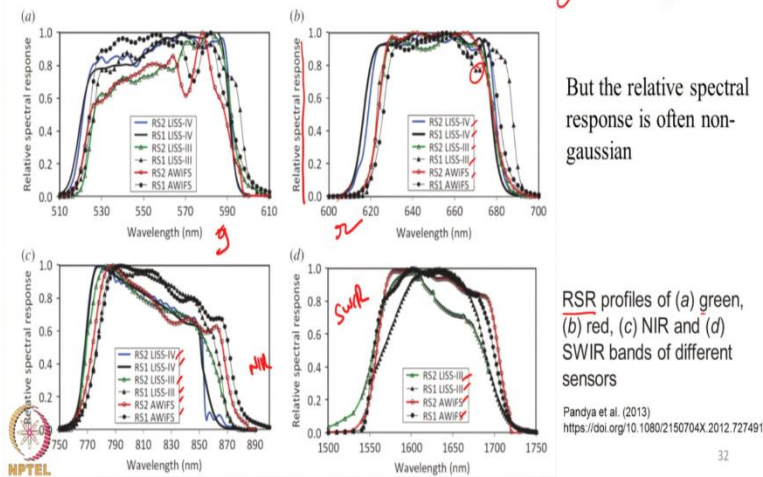 (a)
1.0
0.8
0.6
0.4
0.2
0.0
Relative spectral response
RS2 LISS-IV
RS1 LISS-IV
RS2 LISS-III
RS1 LISS-III
RS2 AWiFS
RS1 AWiFS
510 530 550 570 590 610
Wavelength (nm)
g
(b)
1.0
0.8
0.6
0.4
0.2
0.0
Relative spectral response
RS2 LISS-IV
RS1 LISS-IV
RS2 LISS-III
RS1 LISS-III
RS2 AWiFS
RS1 AWiFS
600 620 640 660 680 700
Wavelength (nm)
r
But the relative spectral
response is often non-
gaussian
(c)
1.0
0.8
0.6
0.4
0.2
Relative spectral response
RS2 LISS-IV
RS1 LISS-IV
RS2 LISS-III
RS1 LISS-III
RS2 AWiFS
RS1 AWiFS
NIR
750 770 790 810 830 850 870 890
Wavelength (nm)
(d)
1.0
0.8
0.6
0.4
0.2
0.0
Relative spectral response
SWIR
RS2 LISS-III
RS1 LISS-III
RS2 AWiFS
RS1 AWiFS
1500 1550 1600 1650 1700 1750
Wavelength (nm)
RSR profiles of (a) green,
(b) red, (c) NIR and (d)
SWIR bands of different
sensors
Pandya et al. (2013)
https://doi.org/10.1080/2150704X.2012.727491
32
NPTEL